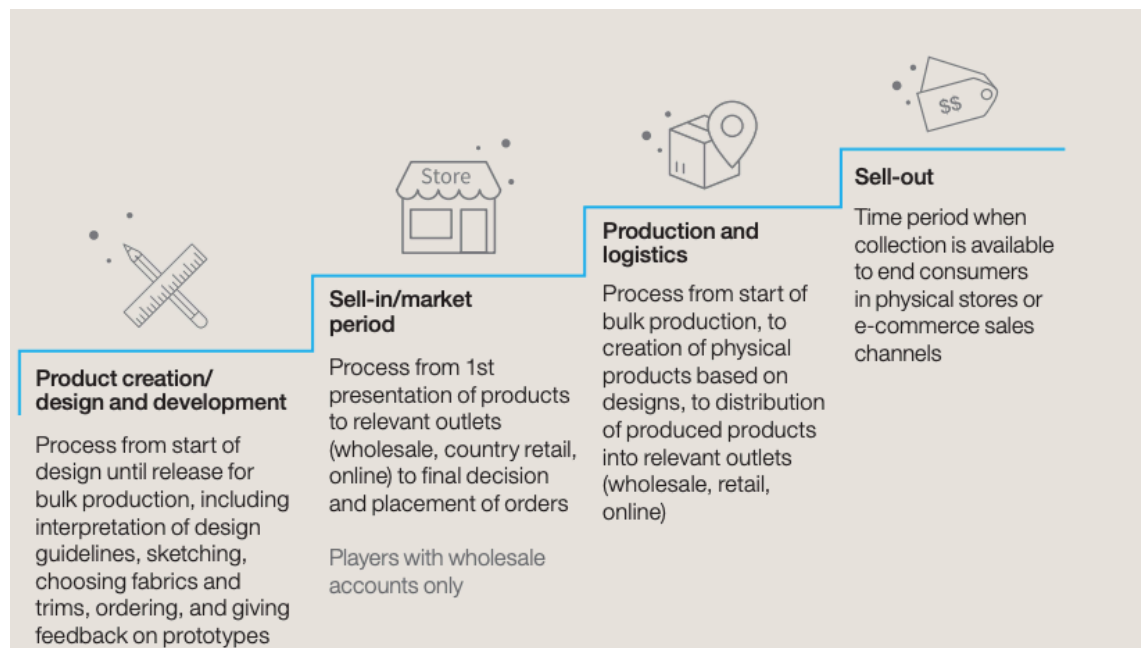 Store
$$
Product creation/
design and development
Process from start of
design until release for
bulk production, including
interpretation of design
guidelines, sketching,
choosing fabrics and
trims, ordering, and giving
feedback on prototypes
Sell-in/market
period
Process from 1st
presentation of products
to relevant outlets
(wholesale, country retail,
online) to final decision
and placement of orders
Players with wholesale
accounts only
Production and
logistics
Process from start of
bulk production, to
creation of physical
products based on
designs, to distribution
of produced products
into relevant outlets
(wholesale, retail,
online)
Sell-out
Time period when
collection is available
to end consumers
in physical stores or
e-commerce sales
channels